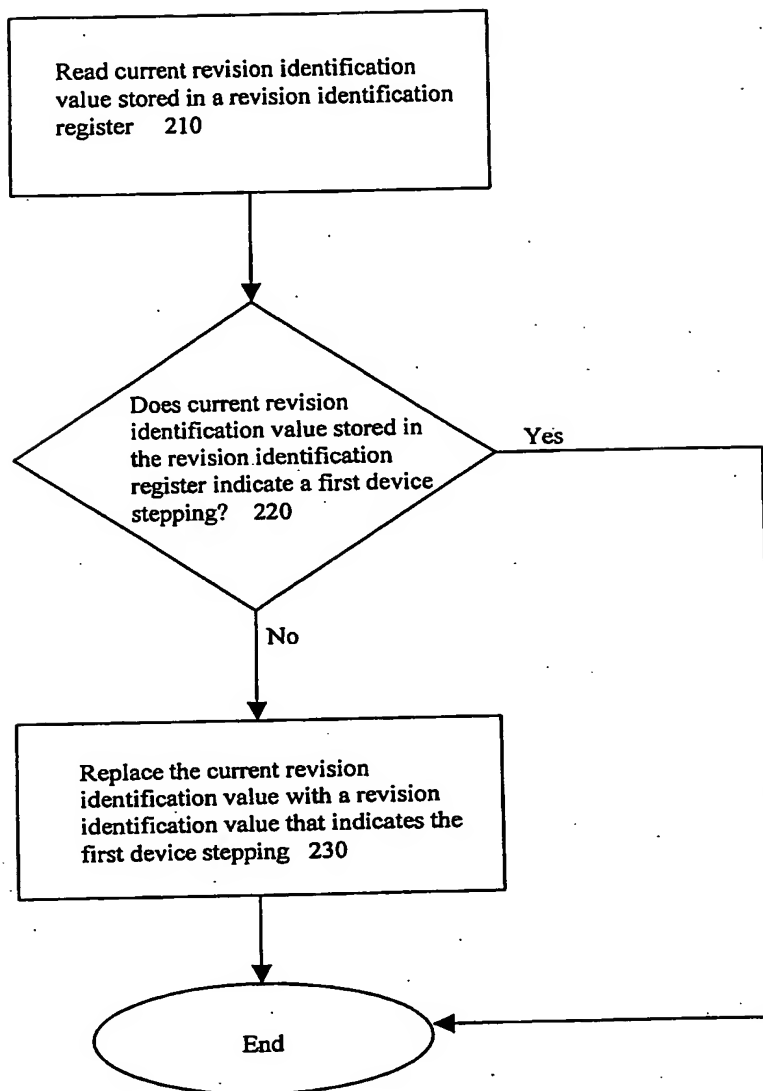 Read current revision identification
value stored in a revision identification
register 210
Does current revision
identification value stored in
the revision identification
register indicate a first device
stepping? 220
Yes
No
Replace the current revision
identification value with a revision
identification value that indicates the
first device stepping 230
End